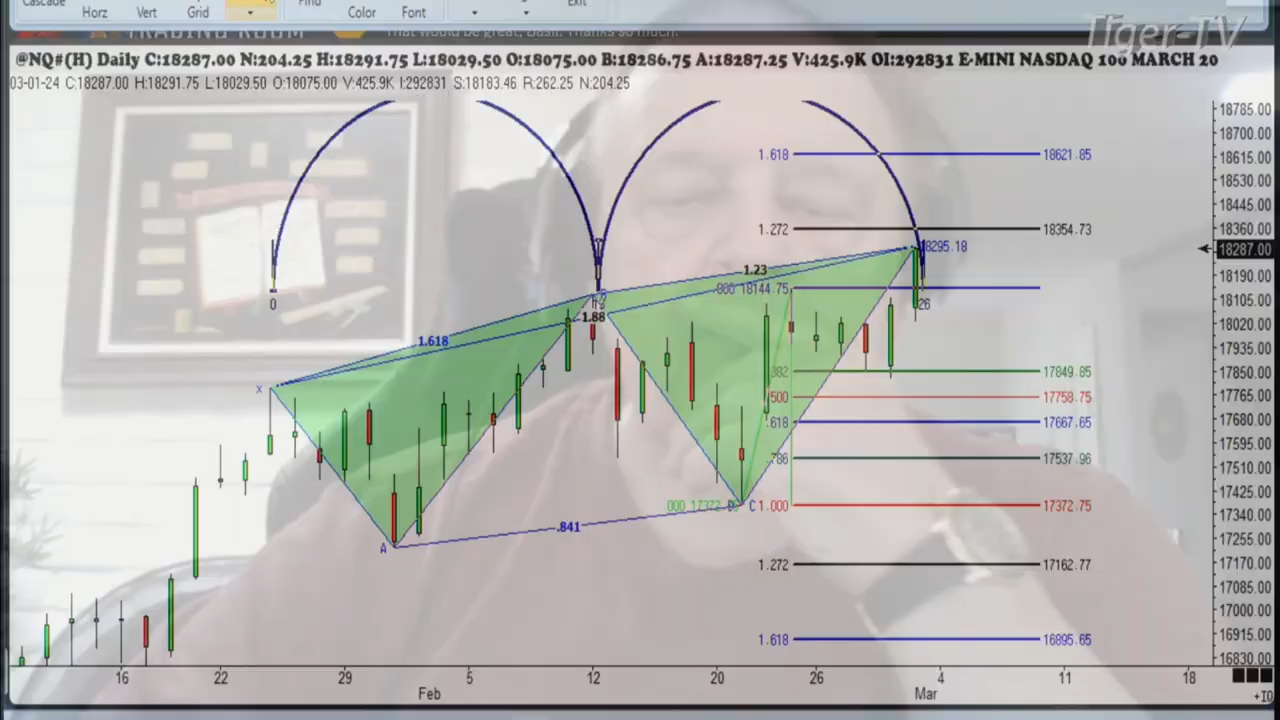 Cascade
Horz
Vert
Grid
Find
Color
Font
Exit
Tiger-TV
TRADING ROOM
That would be great, Basil. Thanks so much.
@NQ#(H) Daily C:18287.00 N:204.25 H:18291.75 L:18029.50 O:18075.00 B:18286.75 A:18287.25 V:425.9K OI:292831 E-MINI NASDAQ 100 MARCH 20
03-01-24 C:18287.00 H:18291.75 L:18029.50 O:18075.00 V:425.9K I:292831 S:18183.46 R:262.25 N:204.25
18785.00
18700.00
18615.00
18530.00
18445.00
18360.00
18287.00
18190.00
18105.00
18020.00
17935.00
17850.00
17765.00
17680.00
17595.00
17510.00
17425.00
17340.00
17255.00
17170.00
17085.00
17000.00
16915.00
16830.00
1.618 18621.85
1.272 18354.73
18295.18
1.23
18144.75
0
26
1.88
1.618
X
.382 17849.85
.500 17758.75
.618 17667.65
.786 17537.96
000 17372
C 1.000 17372.75
.841
A
1.272 17162.77
1.618 16895.65
16 22 29 5 12 20 26 4 11 18
Feb Mar
+10